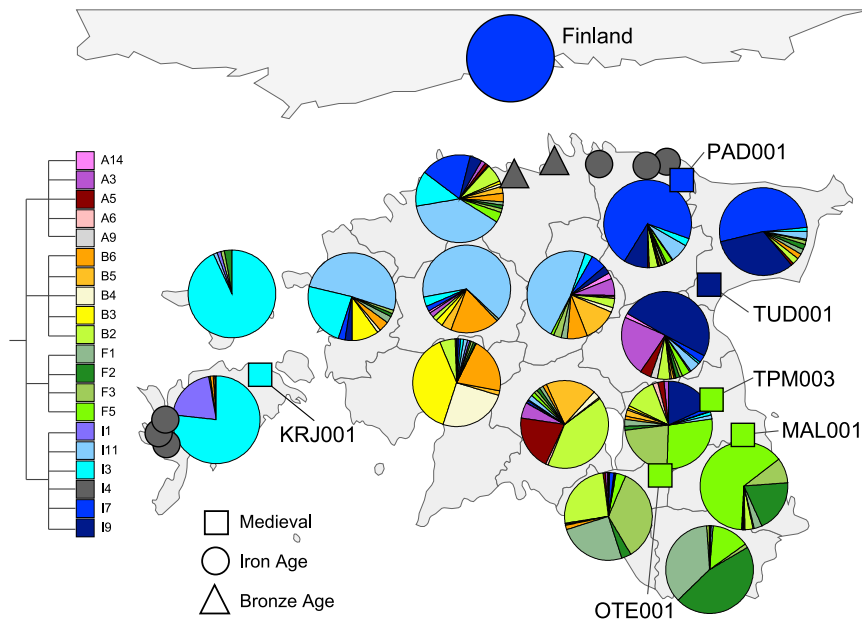 Finland
PAD001
A14
A3
A5
A6
A9
B6
B5
B4
B3
B2
F1
F2
F3
F5
I1
I11
I3
I4
I7
I9
TUD001
TPM003
MAL001
KRJ001
OTE001
Medieval
Iron Age
Bronze Age